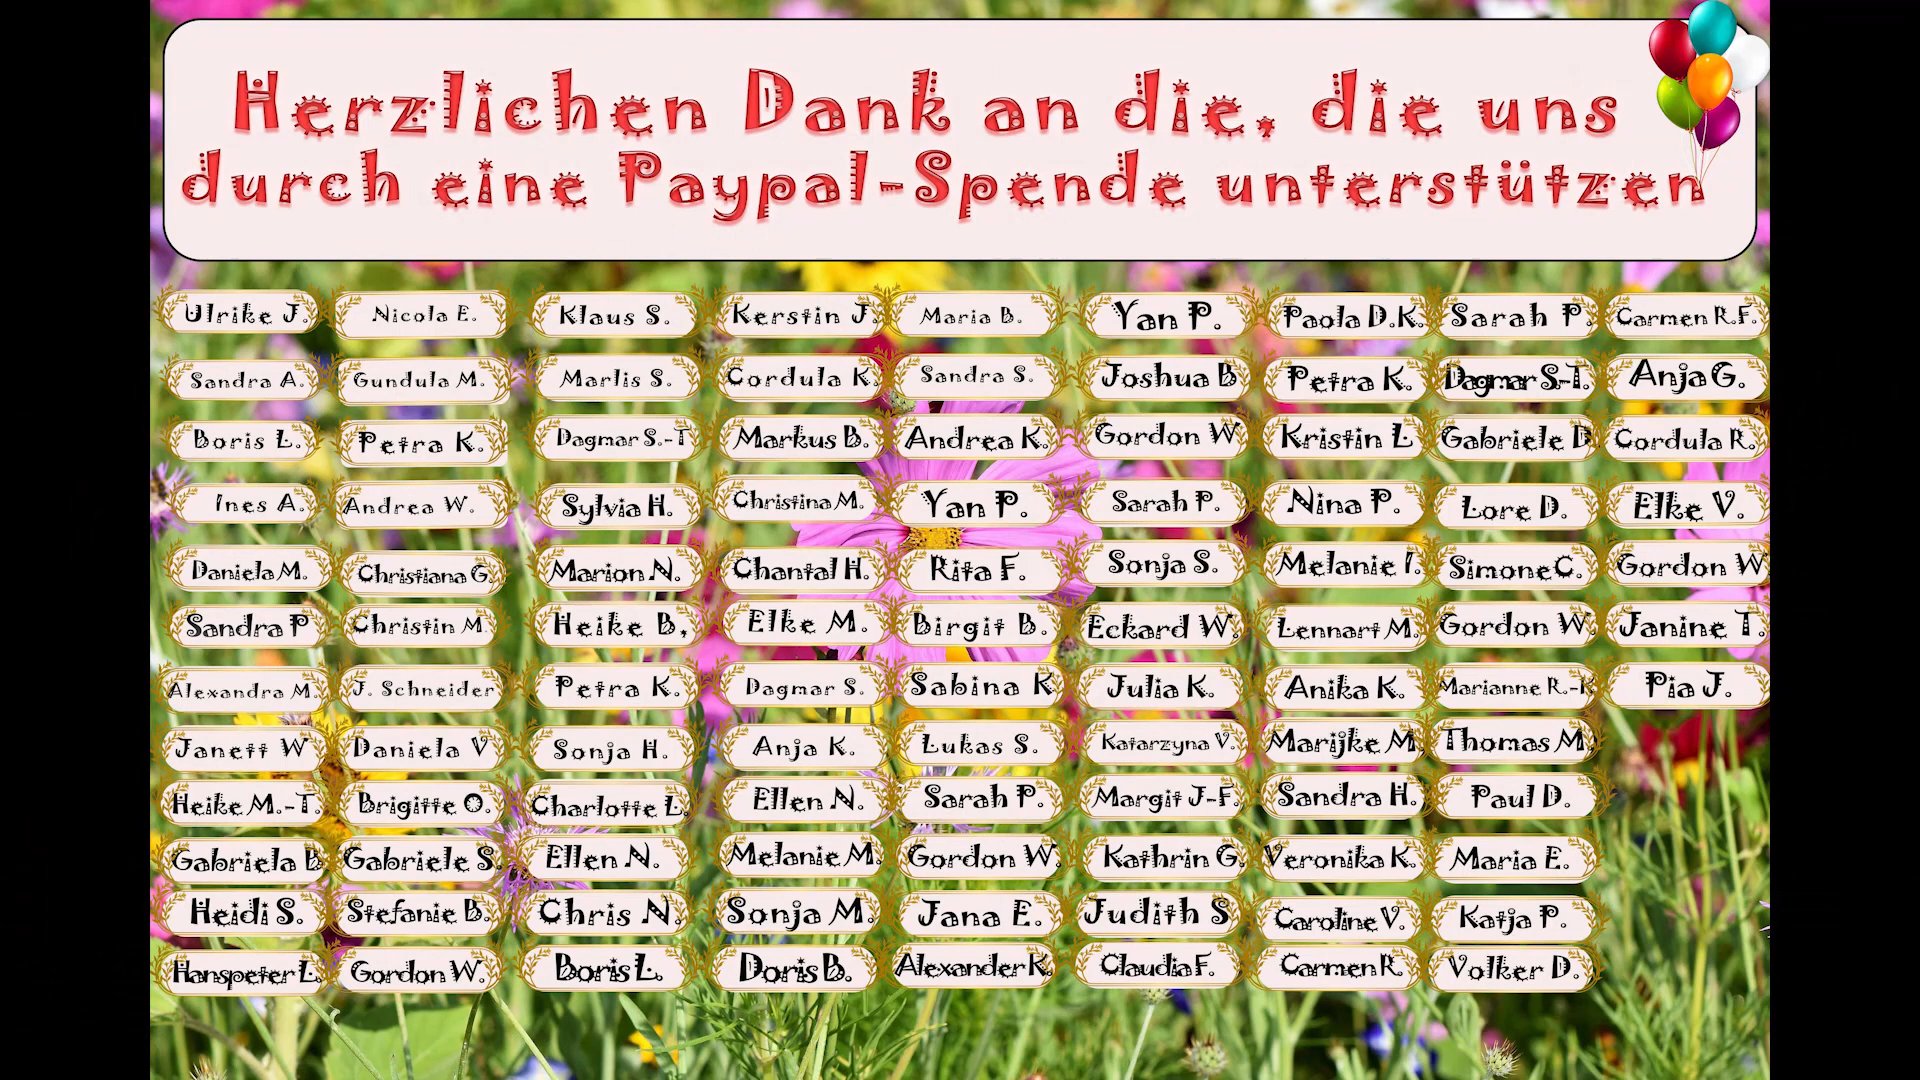 Herzlichen Dank an die, die uns
durch eine Paypal-Spende unterstützen
Ulrike J. Nicola E. Klaus S. Kerstin J. Maria B. Yan P. Paola D.K. Sarah P. Carmen R.F.
Sandra A. Gundula M. Marlis S. Cordula K. Sandra S. Joshua B Petra K. Dagmar S.-T. Anja G.
Boris L. Petra K. Dagmar S.-T Markus B. Andrea K. Gordon W Kristin L Gabriele D Cordula R.
Ines A. Andrea W. Sylvia H. Christina M. Yan P. Sarah P. Nina P. Lore D. Elke V.
Daniela M. Christiana G. Marion N. Chantal H. Rita F. Sonja S. Melanie I. Simone C. Gordon W
Sandra P Christin M. Heike B, Elke M. Birgit B. Eckard W. Lennart M. Gordon W. Janine T.
Alexandra M. J. Schneider Petra K. Dagmar S. Sabina K Julia K. Anika K. Marianne R.-K Pia J.
Janett W Daniela V Sonja H. Anja K. Lukas S. Katarzyna V. Marijke M. Thomas M.
Heike M.-T. Brigitte O. Charlotte L. Ellen N. Sarah P. Margit J-F. Sandra H. Paul D.
Gabriela B Gabriele S. Ellen N. Melanie M. Gordon W. Kathrin G. Veronika K. Maria E.
Heidi S. Stefanie B. Chris N. Sonja M. Jana E. Judith S Caroline V. Katja P.
Hanspeter L. Gordon W. Boris L. Doris B. Alexander K. Claudia F. Carmen R. Volker D.